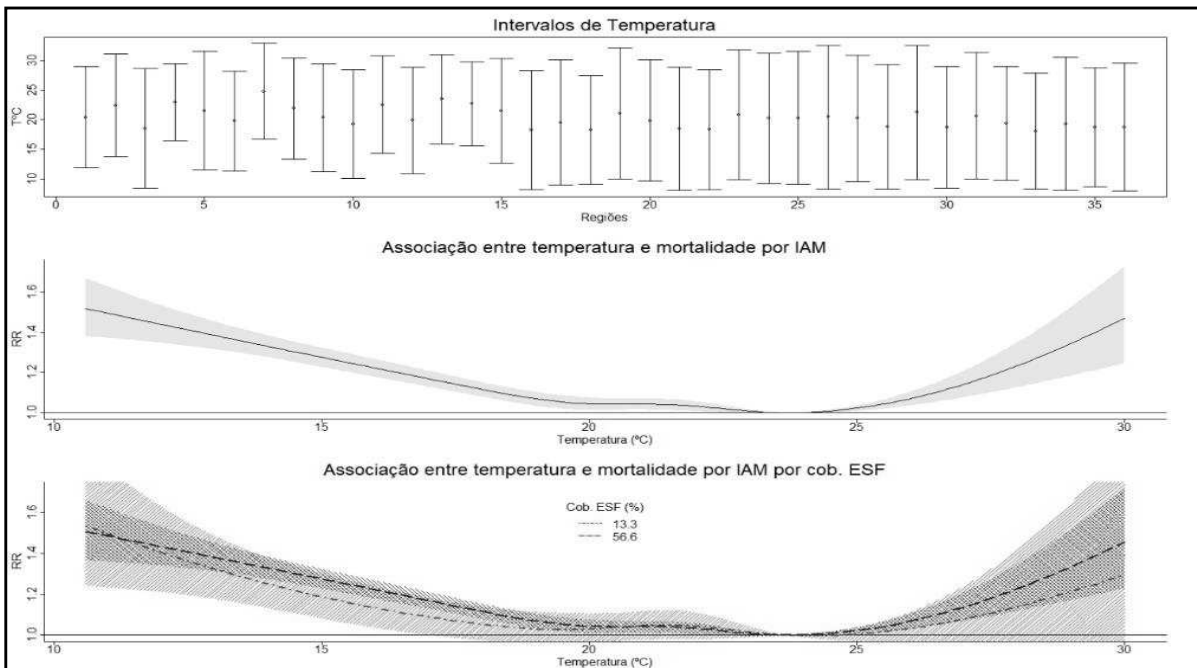 Intervalos de Temperatura
TºC
30
25
20
15
10
0 5 10 15 20 25 30 35
Regiões
Associação entre temperatura e mortalidade por IAM
RR
1.6
1.4
1.2
1.0
10 15 20 25 30
Temperatura (ºC)
Associação entre temperatura e mortalidade por IAM por cob. ESF
Cob. ESF (%)
13.3
56.6
RR
1.6
1.4
1.2
1.0
10 15 20 25 30
Temperatura (ºC)